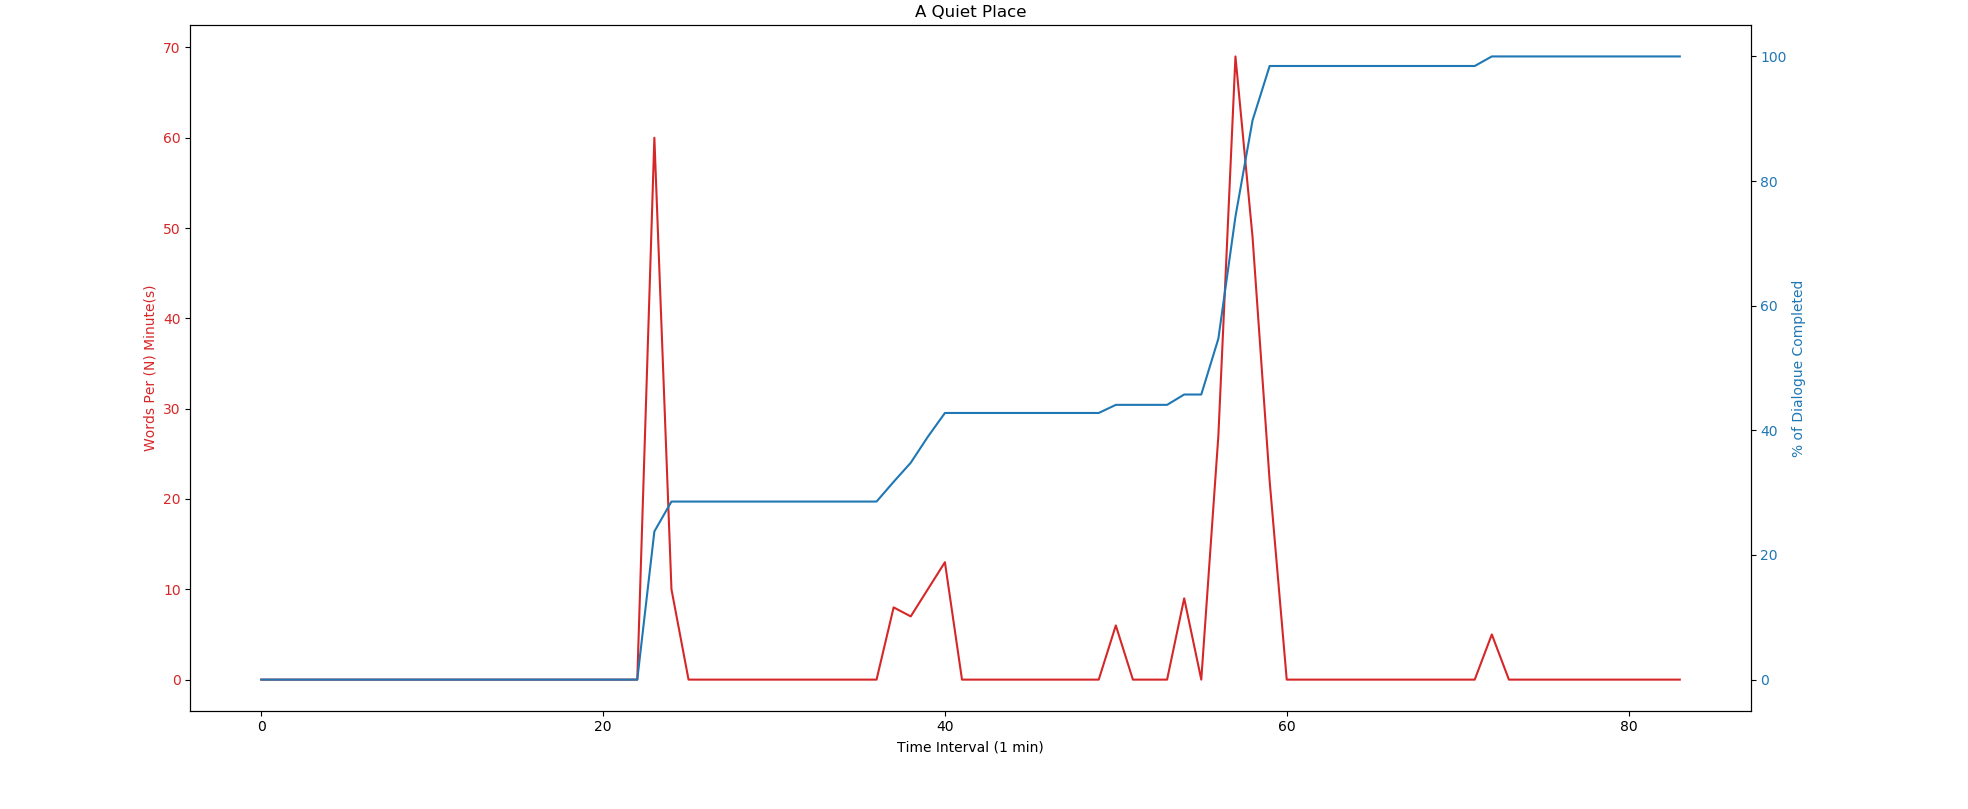 A Quiet Place
70
60
50
40
30
20
10
0
Words Per (N) Minute(s)
100
80
60
40
20
0
% of Dialogue Completed
0 20 40 60 80
Time Interval (1 min)